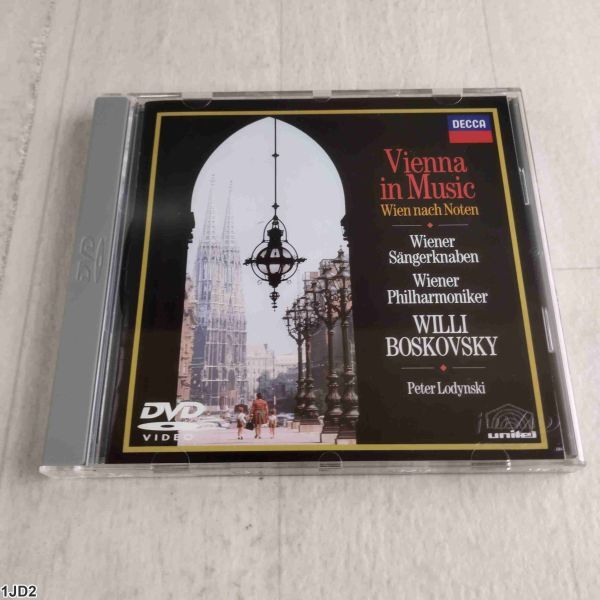 DECCA
Vienna
in Music
Wien nach Noten
Wiener
Sängerknaben
Wiener
Philharmoniker
WILLI
BOSKOVSKY
Peter Lodynski
DVD
VIDEO
unitel
DVD
1JD2